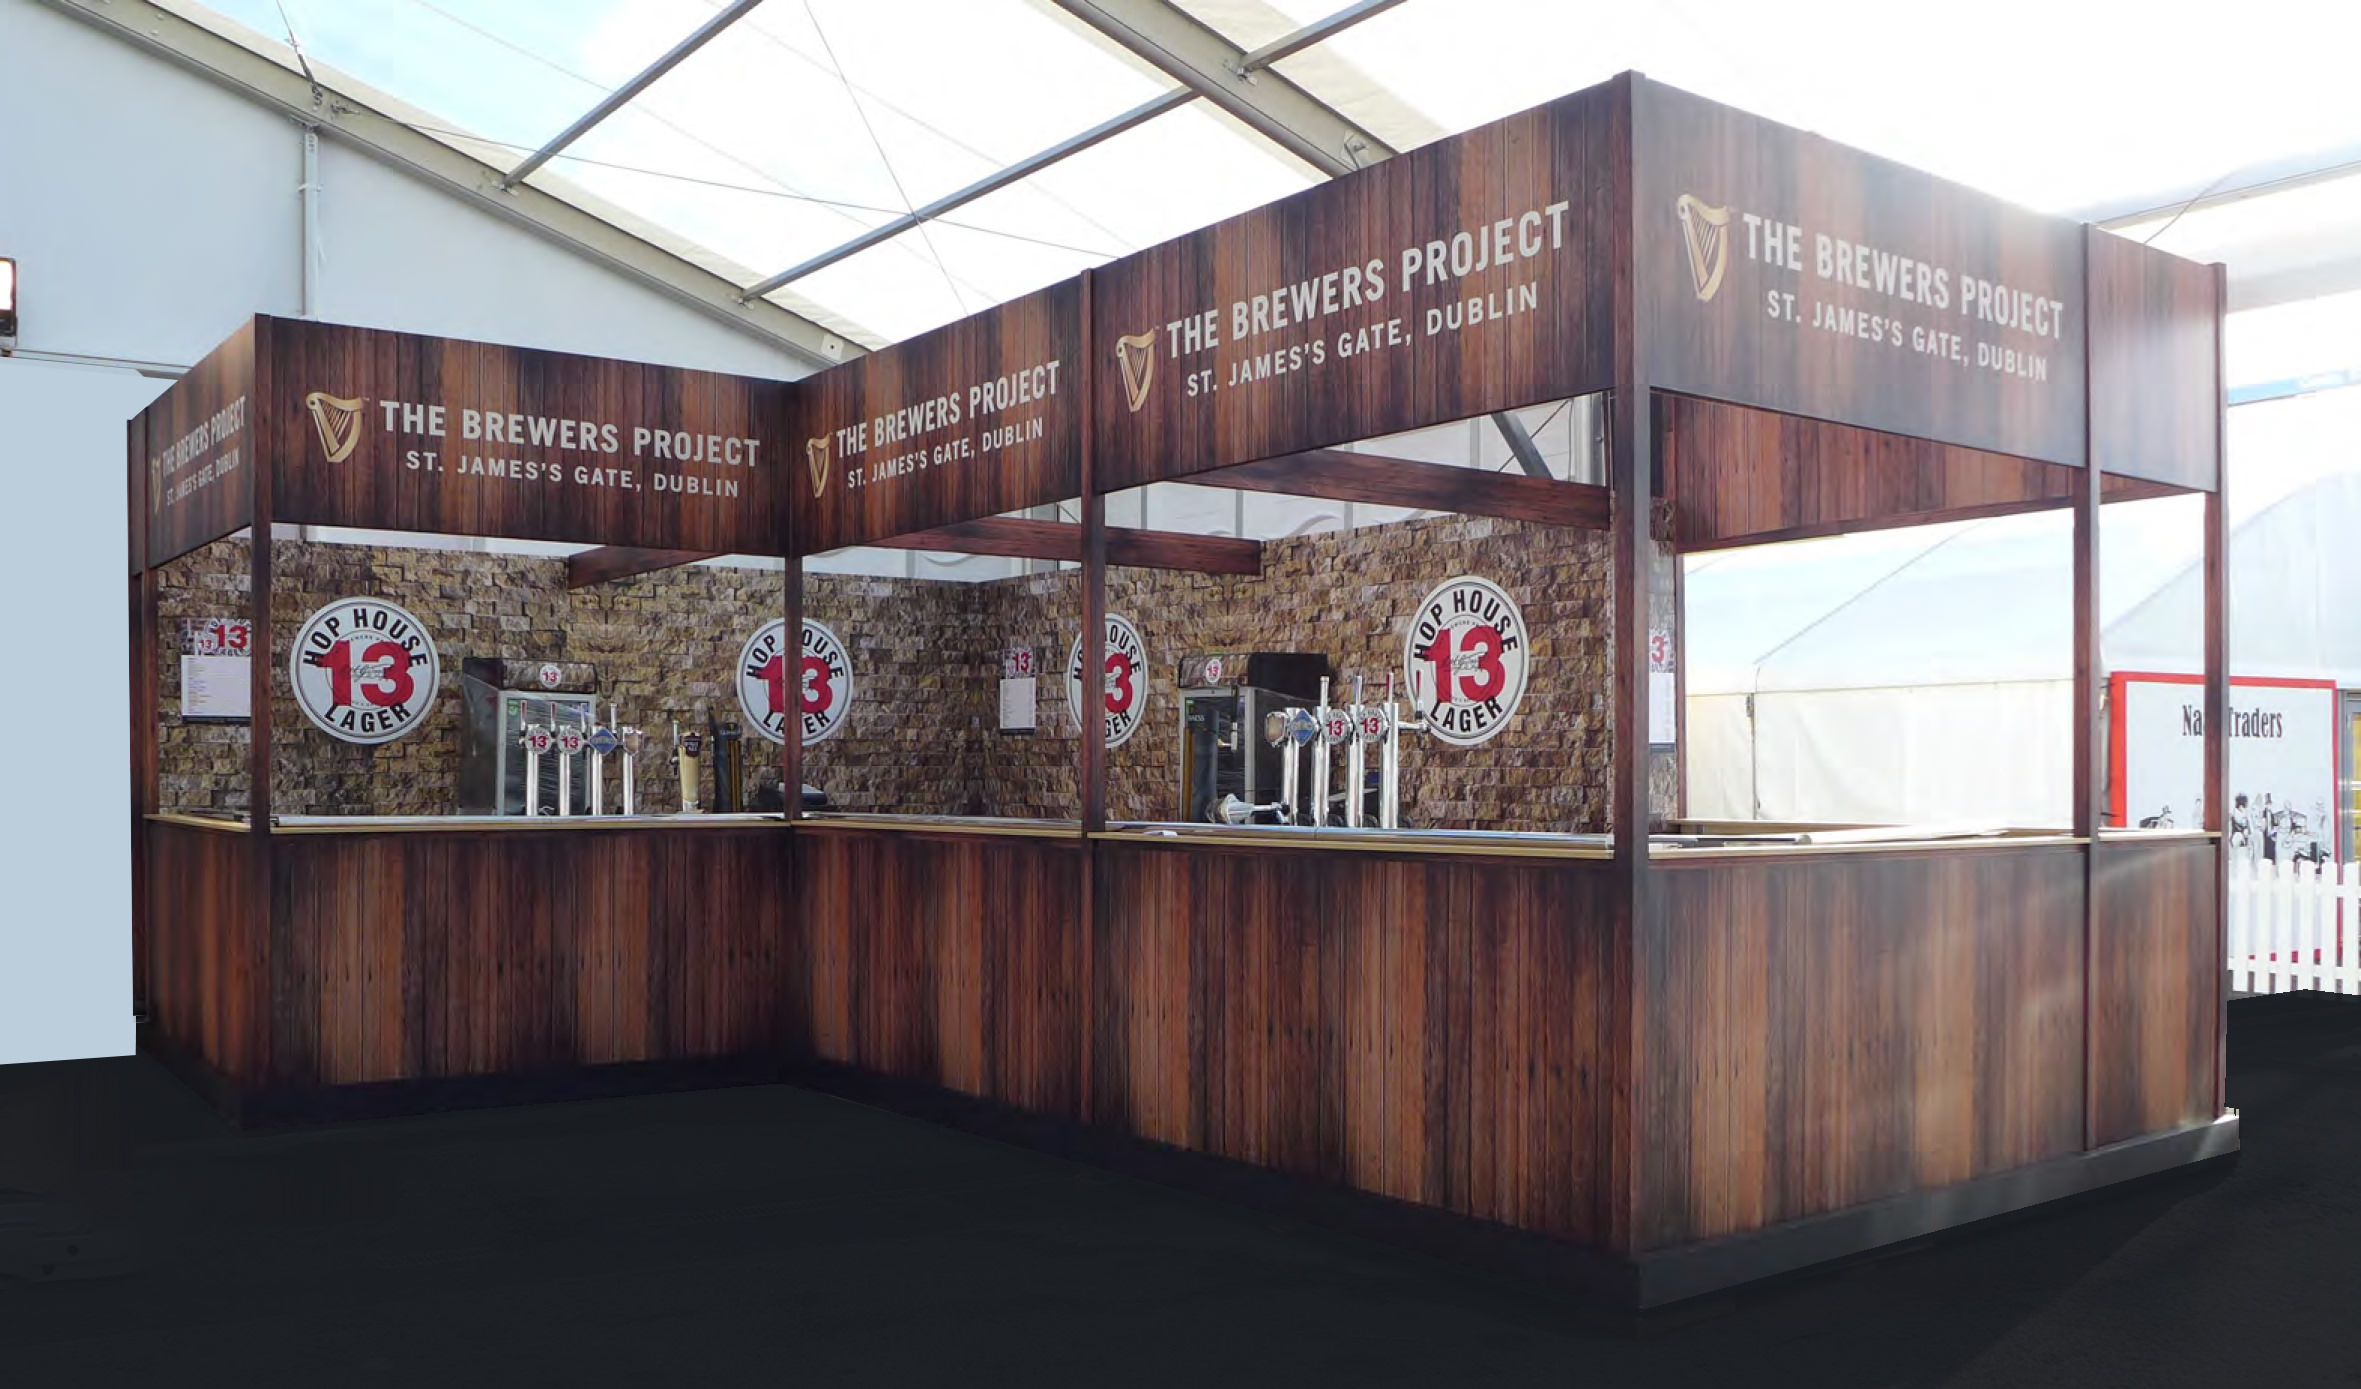 THE BREWERS PROJECT
ST. JAMES'S GATE, DUBLIN
THE BREWERS PROJECT
ST. JAMES'S GATE, DUBLIN
THE BREWERS PROJECT
ST. JAMES'S GATE, DUBLIN
THE BREWERS PROJECT
ST. JAMES'S GATE, DUBLIN
THE BREWERS PROJECT
ST. JAMES'S GATE, DUBLIN
13
13
HOP HOUSE
13
LAGER
13
13
13
HOP HOUSE
13
LAGER
13
HOUSE
13
LAGER
13
13
13
HOP HOUSE
13
LAGER
13
Traders